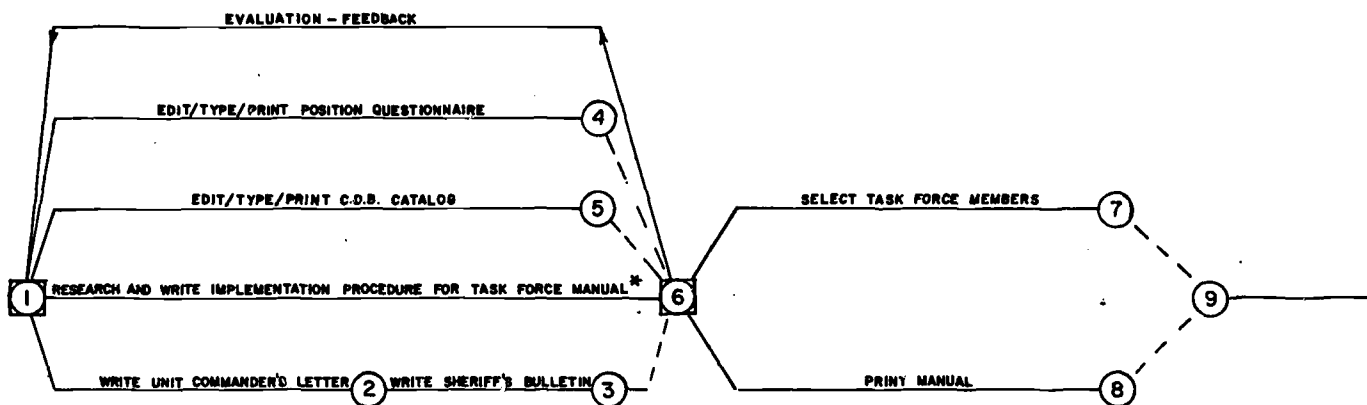 EVALUATION - FEEDBACK
EDIT/TYPE/PRINT POSITION QUESTIONNAIRE
4
EDIT/TYPE/PRINT C.D.B. CATALOG
5
SELECT TASK FORCE MEMBERS
7
1
RESEARCH AND WRITE IMPLEMENTATION PROCEDURE FOR TASK FORCE MANUAL*
6
9
WRITE UNIT COMMANDER'S LETTER
2
WRITE SHERIFF'S BULLETIN
3
PRINT MANUAL
8